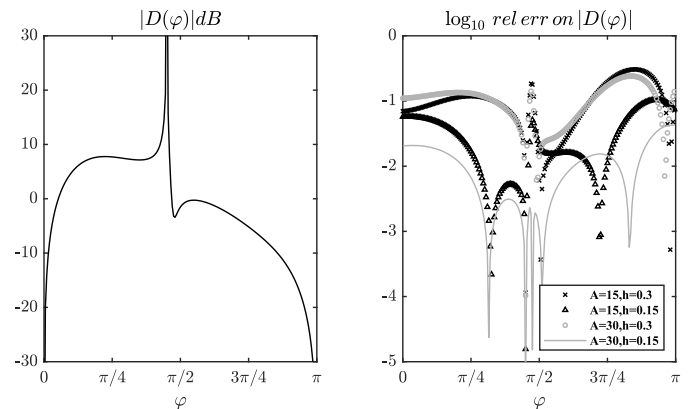 |D(φ)|dB
30
20
10
0
-10
-20
-30
0
π/4
π/2
3π/4
π
φ
log₁₀ rel err on |D(φ)|
0
-1
-2
-3
-4
-5
0
π/4
π/2
3π/4
π
φ
A=15,h=0.3
A=15,h=0.15
A=30,h=0.3
A=30,h=0.15